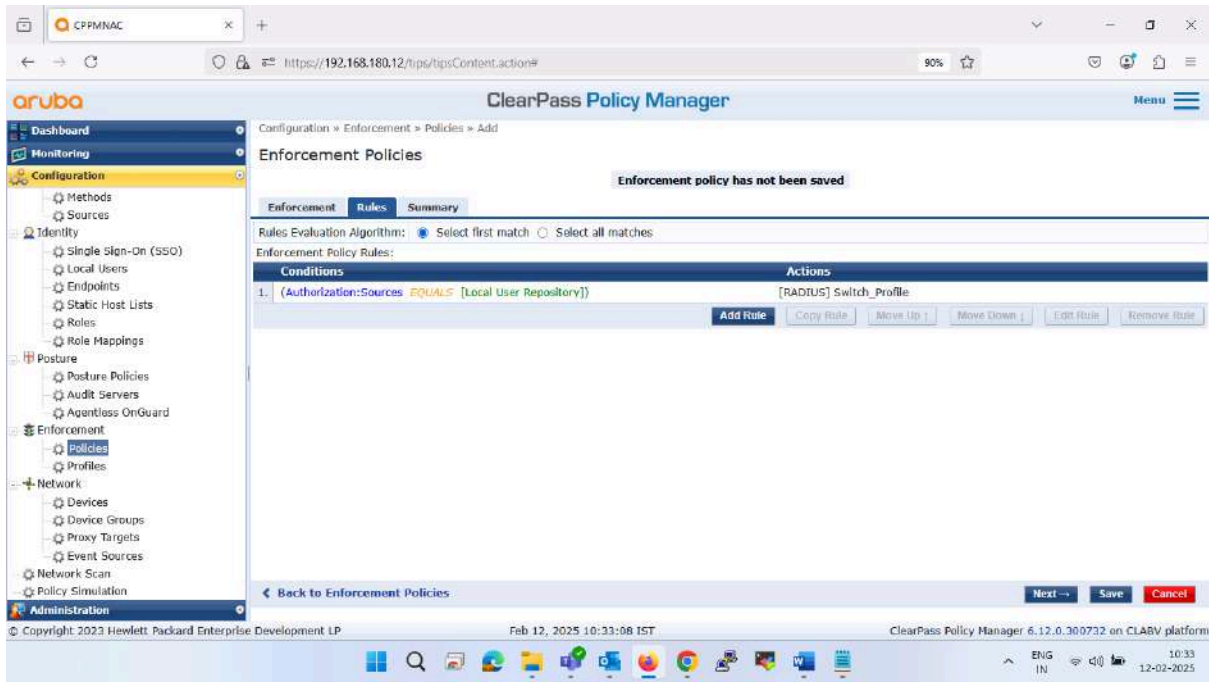 CPPMNAC
https://192.168.180.12/tips/tipsContent.action#
90%
aruba
ClearPass Policy Manager
Menu
Dashboard
Monitoring
Configuration
Methods
Sources
Identity
Single Sign-On (SSO)
Local Users
Endpoints
Static Host Lists
Roles
Role Mappings
Posture
Posture Policies
Audit Servers
Agentless OnGuard
Enforcement
Policies
Profiles
Network
Devices
Device Groups
Proxy Targets
Event Sources
Network Scan
Policy Simulation
Administration
Configuration » Enforcement » Policies » Add
Enforcement Policies
Enforcement policy has not been saved
Enforcement Rules Summary
Rules Evaluation Algorithm: Select first match Select all matches
Enforcement Policy Rules:
Conditions Actions
1. (Authorization:Sources EQUALS [Local User Repository]) [RADIUS] Switch_Profile
Add Rule Copy Rule Move Up ↑ Move Down ↓ Edit Rule Remove Rule
Back to Enforcement Policies Next→ Save Cancel
© Copyright 2023 Hewlett Packard Enterprise Development LP Feb 12, 2025 10:33:08 IST ClearPass Policy Manager 6.12.0.300732 on CLABV platform
ENG
IN
10:33
12-02-2025